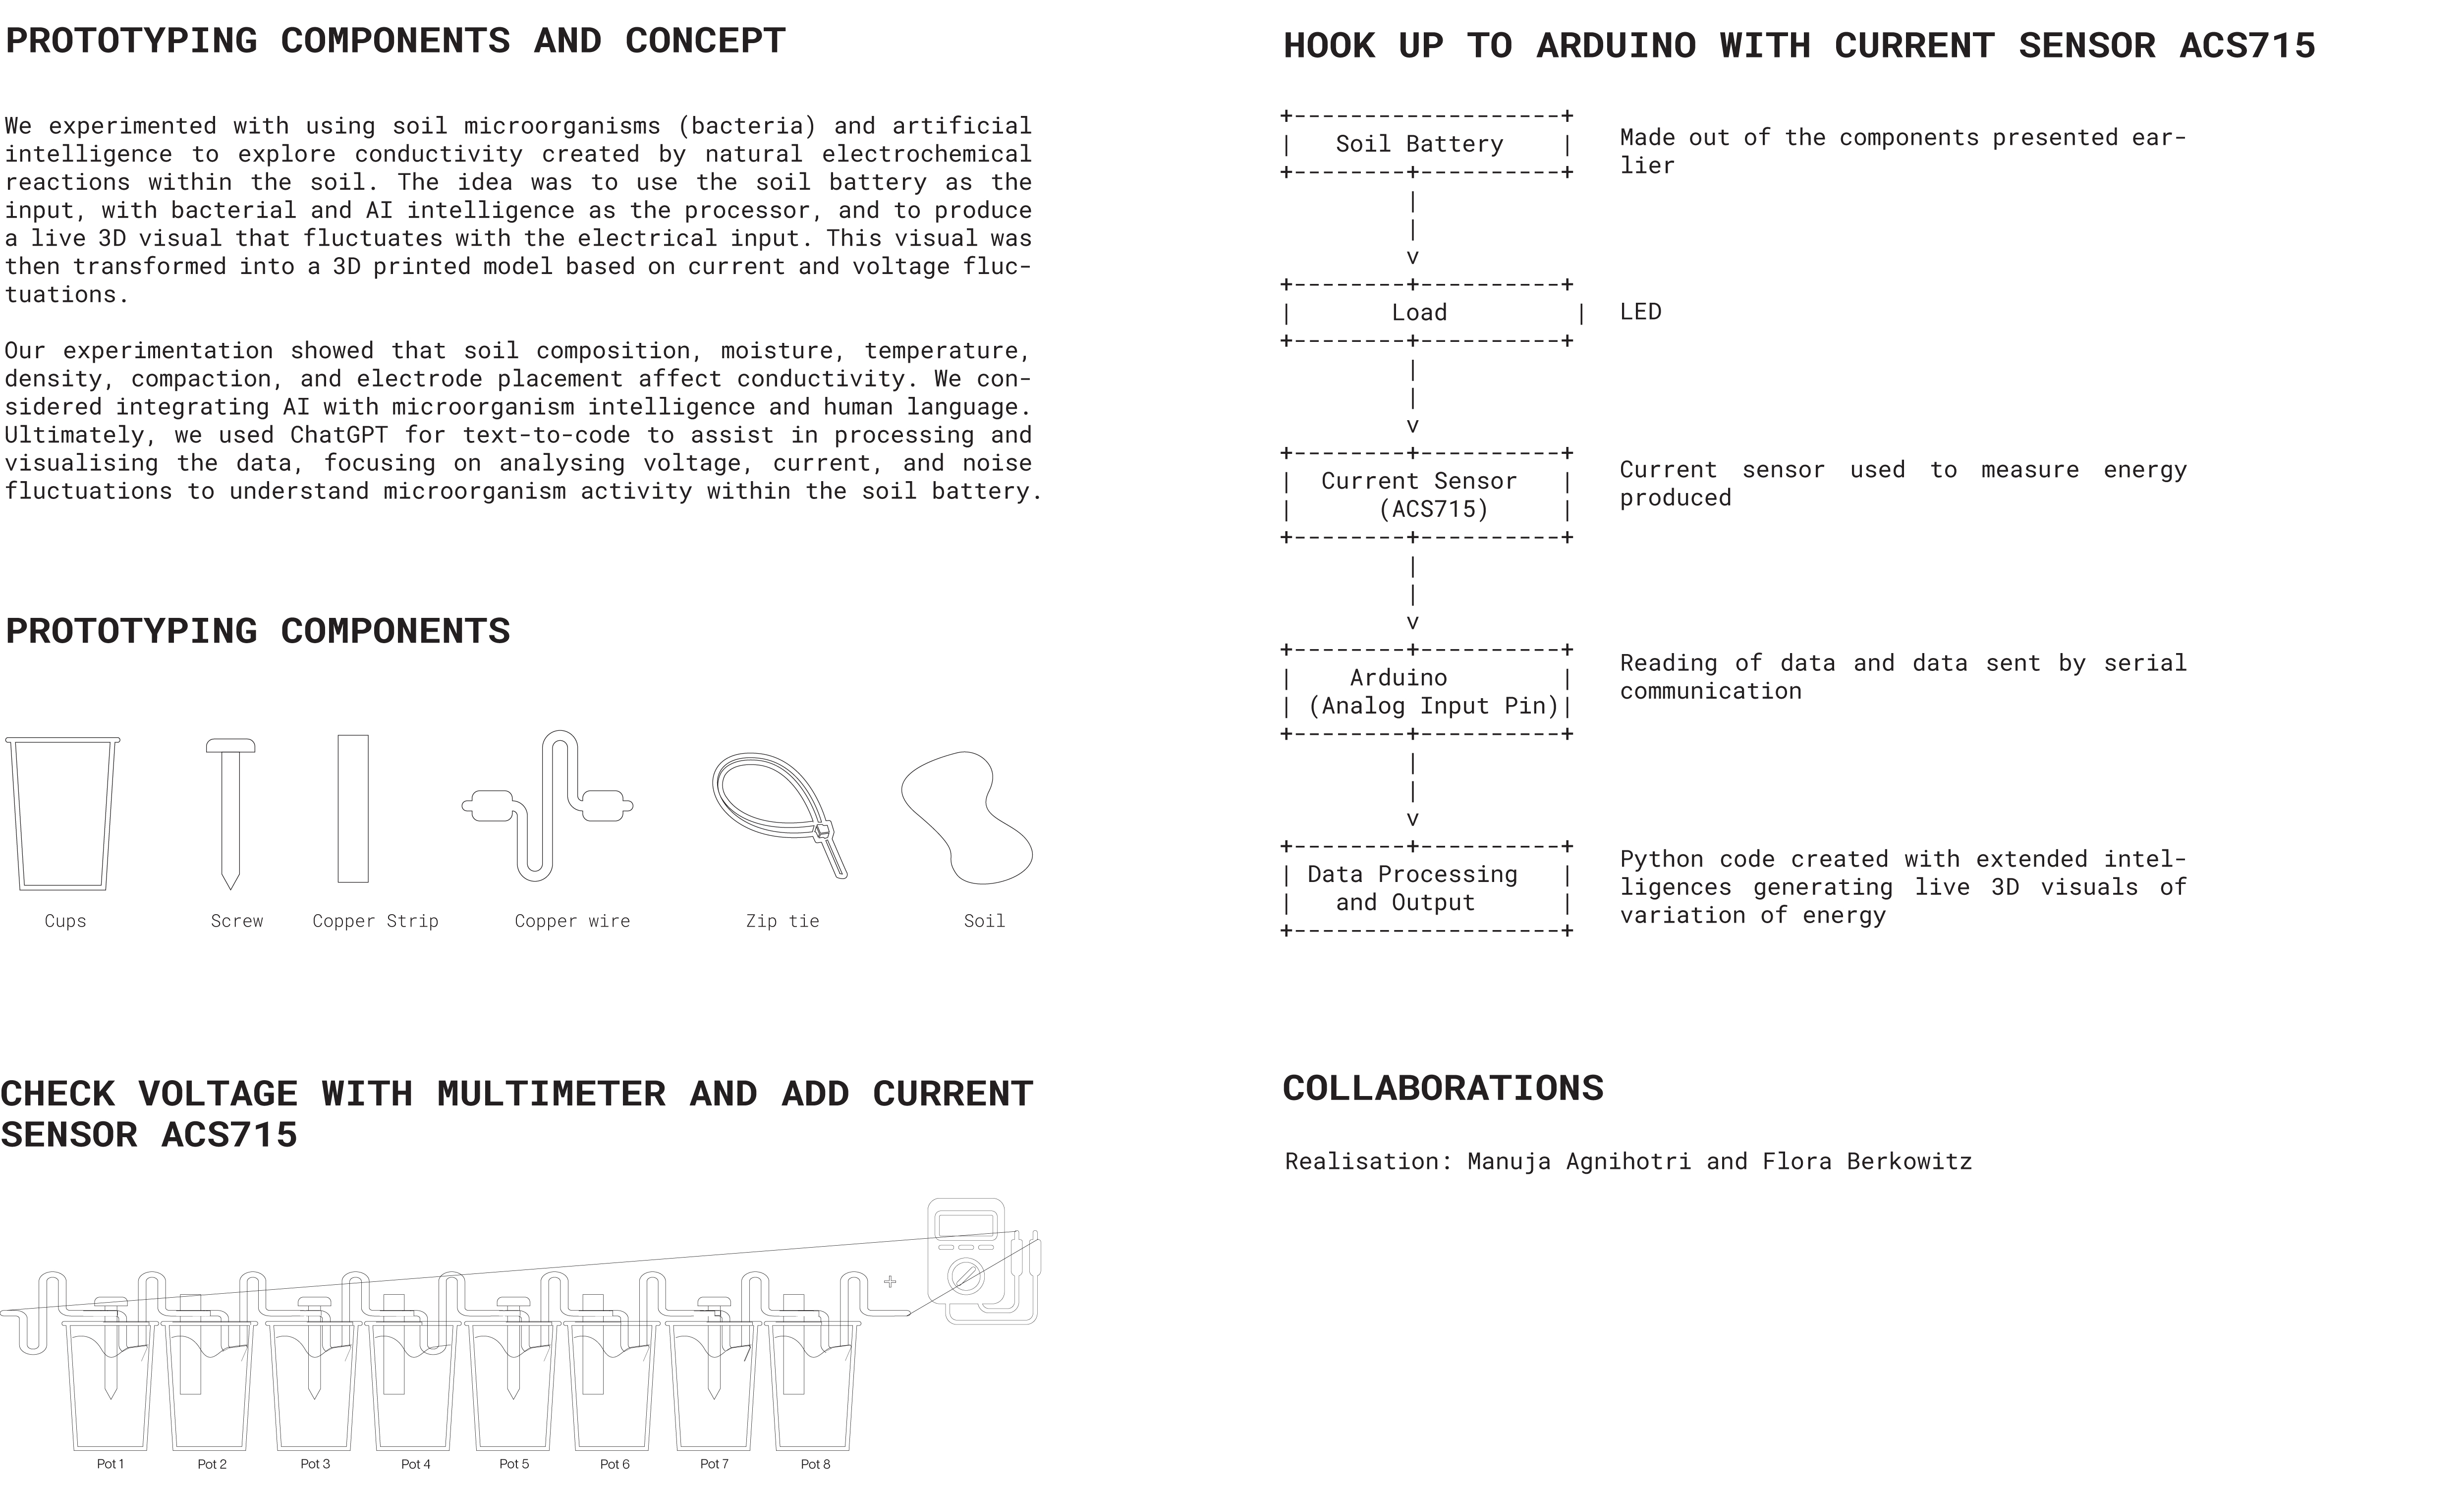 PROTOTYPING COMPONENTS AND CONCEPT
We experimented with using soil microorganisms (bacteria) and artificial
intelligence to explore conductivity created by natural electrochemical
reactions within the soil. The idea was to use the soil battery as the
input, with bacterial and AI intelligence as the processor, and to produce
a live 3D visual that fluctuates with the electrical input. This visual was
then transformed into a 3D printed model based on current and voltage fluc-
tuations.
Our experimentation showed that soil composition, moisture, temperature,
density, compaction, and electrode placement affect conductivity. We con-
sidered integrating AI with microorganism intelligence and human language.
Ultimately, we used ChatGPT for text-to-code to assist in processing and
visualising the data, focusing on analysing voltage, current, and noise
fluctuations to understand microorganism activity within the soil battery.
PROTOTYPING COMPONENTS
Cups
Screw
Copper Strip
Copper wire
Zip tie
Soil
CHECK VOLTAGE WITH MULTIMETER AND ADD CURRENT
SENSOR ACS715
+
Pot 1
Pot 2
Pot 3
Pot 4
Pot 5
Pot 6
Pot 7
Pot 8
HOOK UP TO ARDUINO WITH CURRENT SENSOR ACS715
Soil Battery
Made out of the components presented ear-
lier
Load
LED
Current Sensor
(ACS715)
Current sensor used to measure energy
produced
Arduino
(Analog Input Pin)
Reading of data and data sent by serial
communication
Data Processing
and Output
Python code created with extended intel-
ligences generating live 3D visuals of
variation of energy
COLLABORATIONS
Realisation: Manuja Agnihotri and Flora Berkowitz